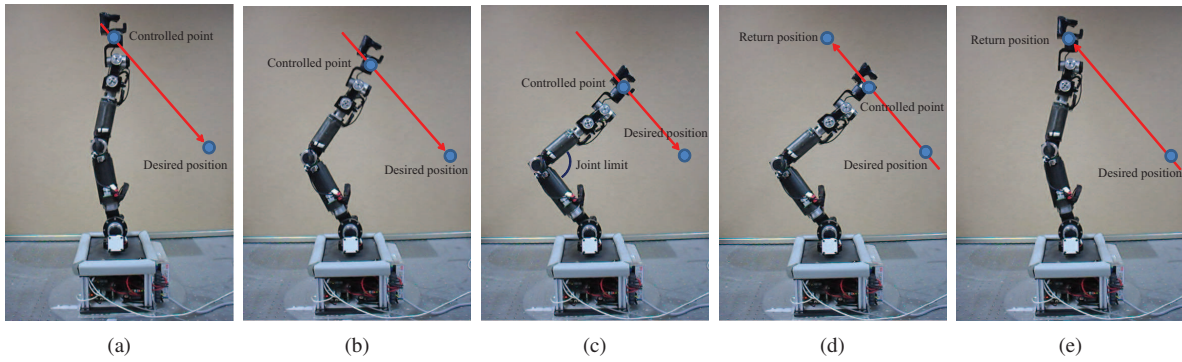 Controlled point
Desired position
Controlled point
Desired position
Controlled point
Desired position
Joint limit
Return position
Controlled point
Desired position
Return position
Desired position
(a)
(b)
(c)
(d)
(e)